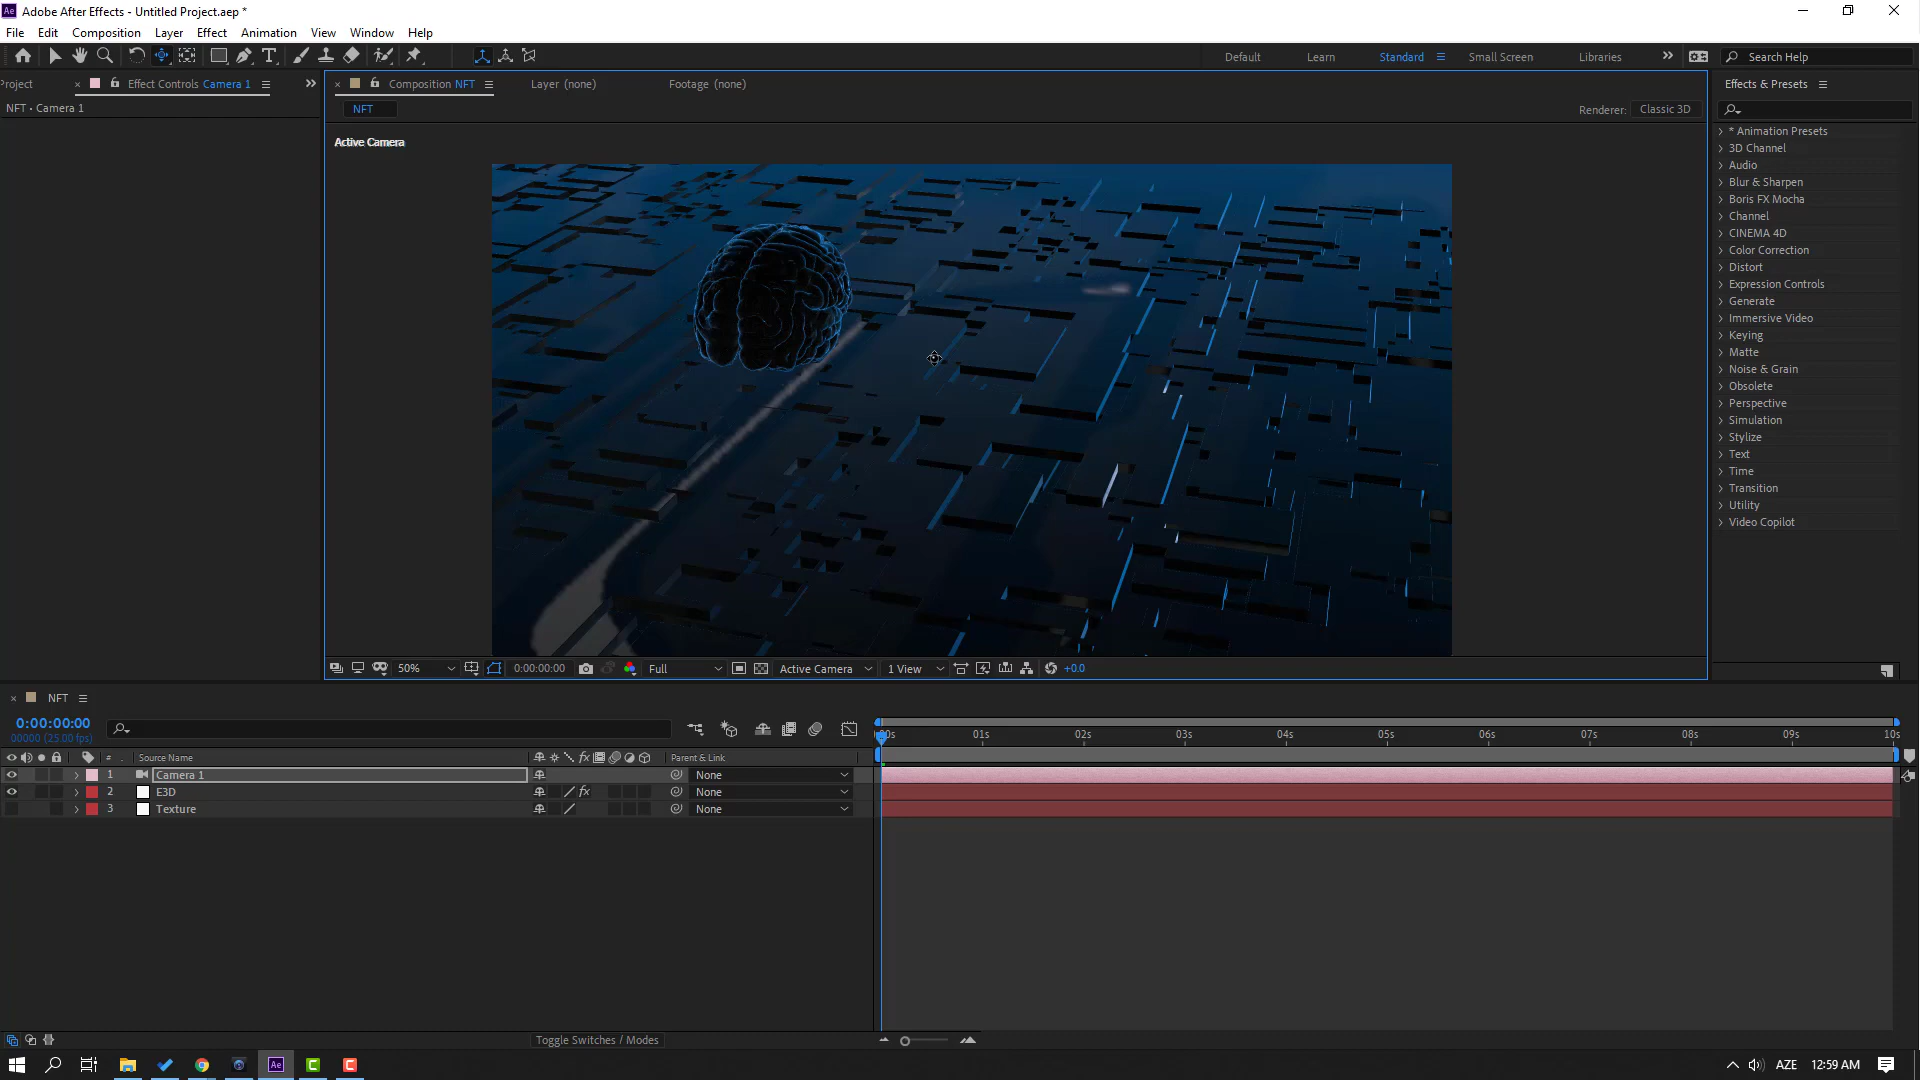 Ae Adobe After Effects - Untitled Project.aep *
File Edit Composition Layer Effect Animation View Window Help
Default Learn Standard Small Screen Libraries Search Help
roject Effect Controls Camera 1
NFT • Camera 1
Composition NFT Layer (none) Footage (none)
NFT
Renderer: Classic 3D
Active Camera
Effects & Presets
* Animation Presets
3D Channel
Audio
Blur & Sharpen
Boris FX Mocha
Channel
CINEMA 4D
Color Correction
Distort
Expression Controls
Generate
Immersive Video
Keying
Matte
Noise & Grain
Obsolete
Perspective
Simulation
Stylize
Text
Time
Transition
Utility
Video Copilot
50% 0:00:00:00 Full Active Camera 1 View +0.0
NFT
0:00:00:00
00000 (25.00 fps)
:00s 01s 02s 03s 04s 05s 06s 07s 08s 09s 10s
# Source Name fx Parent & Link
1 Camera 1 None
2 E3D fx None
3 Texture None
Toggle Switches / Modes
Ae C C AZE 12:59 AM